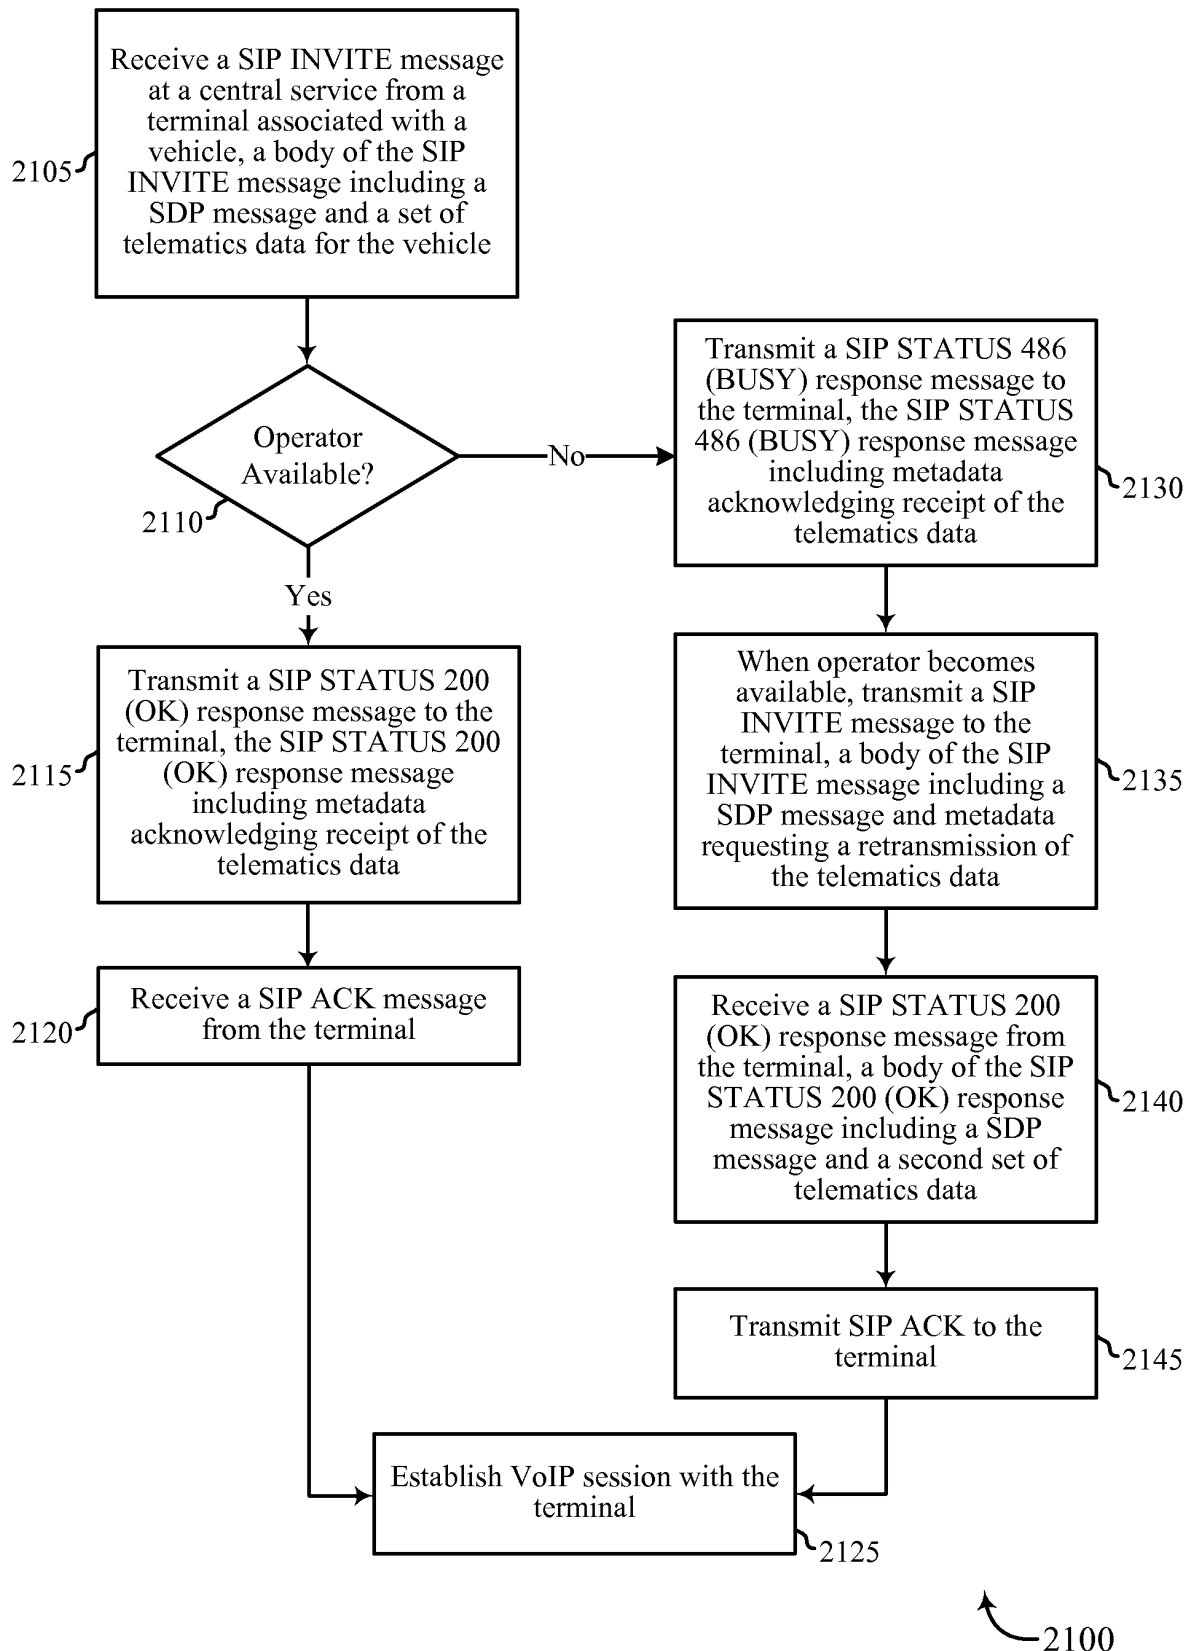 Receive a SIP INVITE message
at a central service from a
terminal associated with a
vehicle, a body of the SIP
INVITE message including a
SDP message and a set of
telematics data for the vehicle
2105
Operator
Available?
2110
No
Yes
Transmit a SIP STATUS 200
(OK) response message to the
terminal, the SIP STATUS 200
(OK) response message
including metadata
acknowledging receipt of the
telematics data
2115
Receive a SIP ACK message
from the terminal
2120
Transmit a SIP STATUS 486
(BUSY) response message to
the terminal, the SIP STATUS
486 (BUSY) response message
including metadata
acknowledging receipt of the
telematics data
2130
When operator becomes
available, transmit a SIP
INVITE message to the
terminal, a body of the SIP
INVITE message including a
SDP message and metadata
requesting a retransmission of
the telematics data
2135
Receive a SIP STATUS 200
(OK) response message from
the terminal, a body of the SIP
STATUS 200 (OK) response
message including a SDP
message and a second set of
telematics data
2140
Transmit SIP ACK to the
terminal
2145
Establish VoIP session with the
terminal
2125
2100